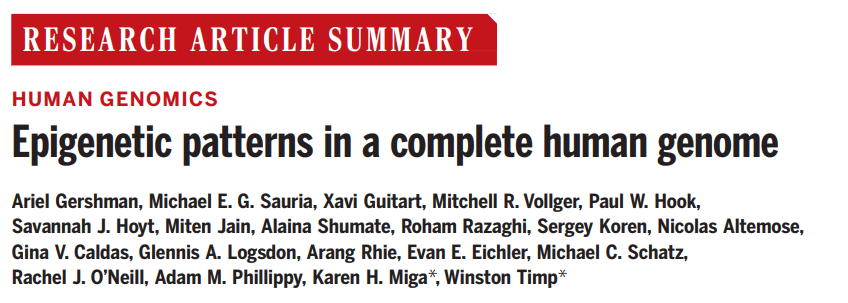 RESEARCH ARTICLE SUMMARY
HUMAN GENOMICS
Epigenetic patterns in a complete human genome
Ariel Gershman, Michael E. G. Sauria, Xavi Guitart, Mitchell R. Vollger, Paul W. Hook,
Savannah J. Hoyt, Miten Jain, Alaina Shumate, Roham Razaghi, Sergey Koren, Nicolas Altemose,
Gina V. Caldas, Glennis A. Logsdon, Arang Rhie, Evan E. Eichler, Michael C. Schatz,
Rachel J. O’Neill, Adam M. Phillippy, Karen H. Miga*, Winston Timp*